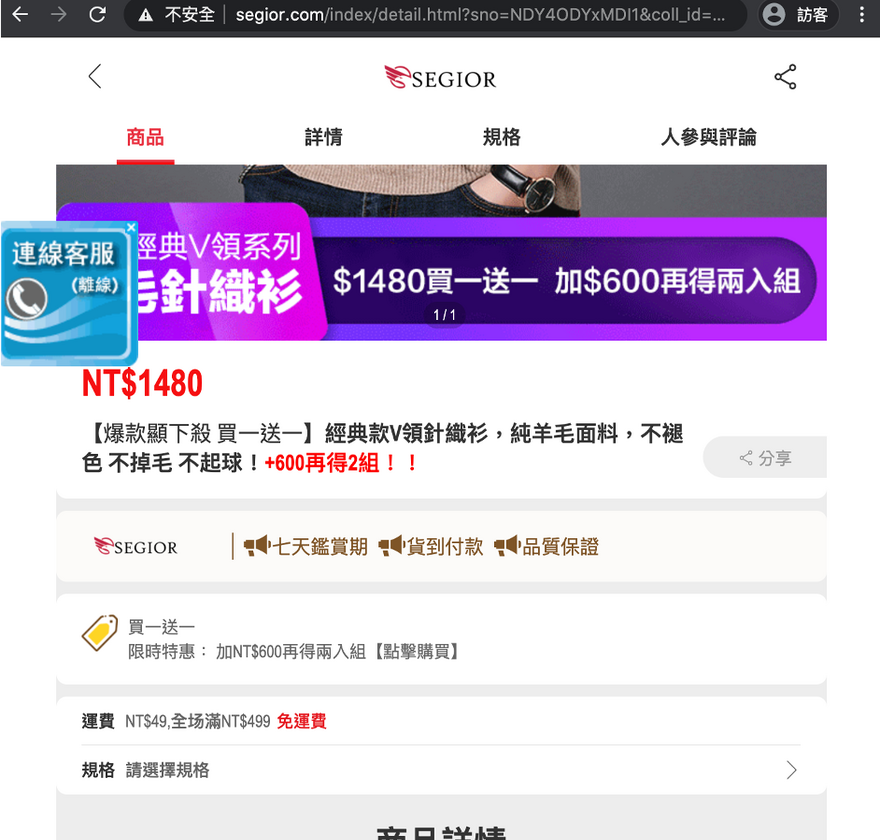 不安全 segior.com/index/detail.html?sno=NDY4ODYxMDI1&coll_id=... 訪客
SEGIOR
商品 詳情 規格 人參與評論
連線客服
(離線)
經典V領系列
毛針織衫
$1480買一送一 加$600再得兩入組
1/1
NT$1480
【爆款顯下殺 買一送一】經典款V領針織衫，純羊毛面料，不褪
色 不掉毛 不起球！+600再得2組！！
分享
SEGIOR 七天鑑賞期 貨到付款 品質保證
買一送一
限時特惠： 加NT$600再得兩入組【點擊購買】
運費 NT$49,全场滿NT$499 免運費
規格 請選擇規格
商品詳情